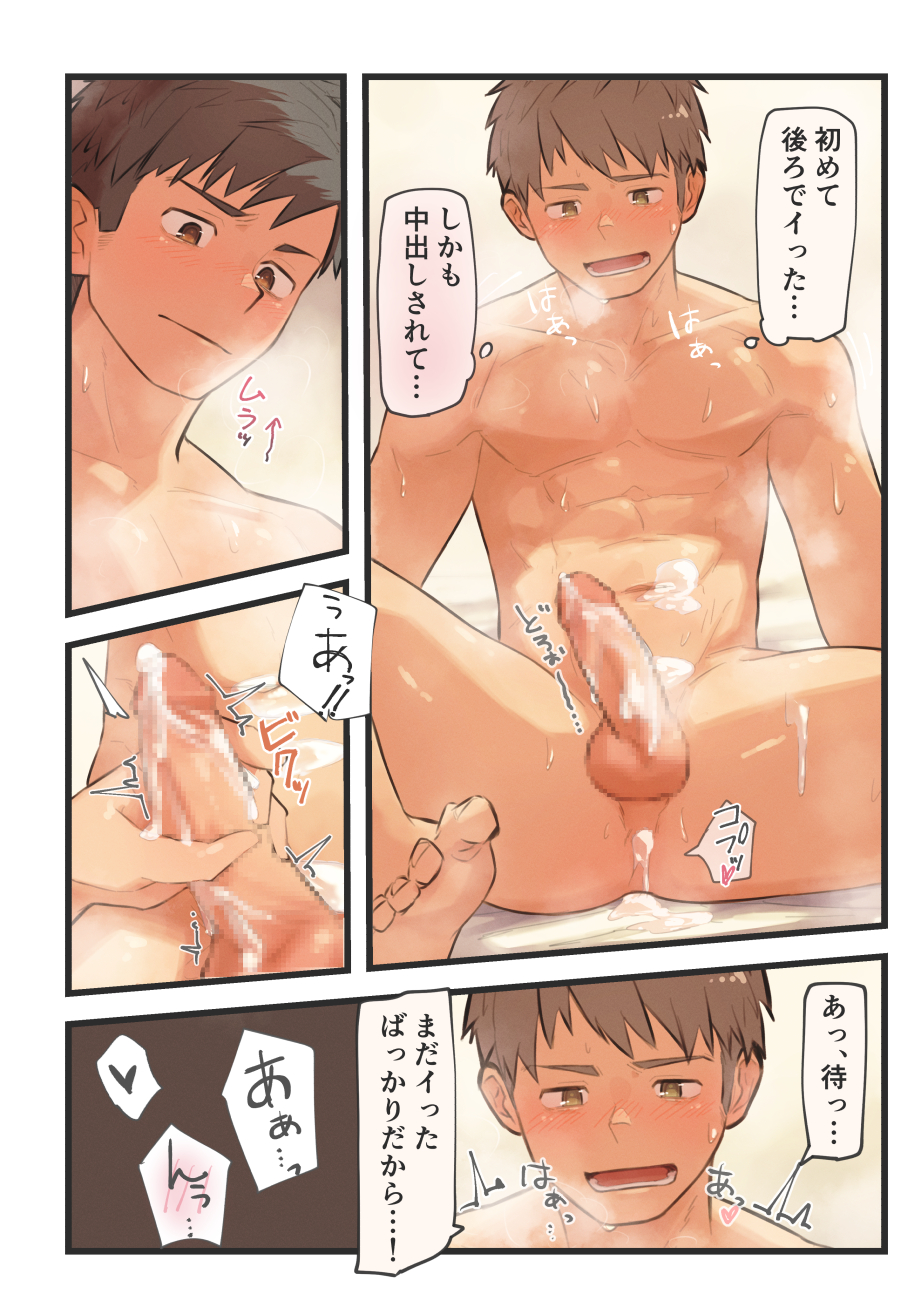 初めて
後ろでイった…
しかも
中出しされて…
はぁっ
はぁっ
どろぉ～…
コプッ♡
ムラッ
うあっ!!
ビクッ
あっ、待っ…
まだイった
ばっかりだから…!
あっ♡
はぁっ…
あぁ…っ
んうっ…
♥